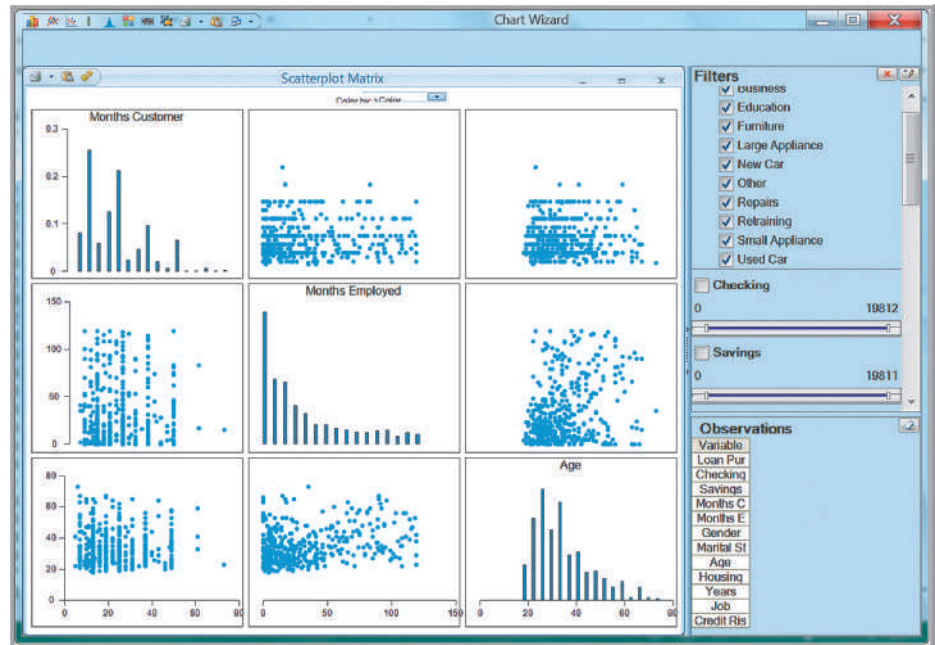 Chart Wizard
Scatterplot Matrix
Color by: Color
Months Customer
0.3
0.2
0.1
0
Months Employed
150
100
50
0
Age
80
60
40
20
0
0 20 40 60 80
0 50 100 150
0 20 40 60 80
Filters
Business
Education
Furniture
Large Appliance
New Car
Other
Repairs
Retraining
Small Appliance
Used Car
Checking
0 19812
Savings
0 19811
Observations
Variable
Loan Pur
Checking
Savings
Months C
Months E
Gender
Marital St
Age
Housing
Years
Job
Credit Ris